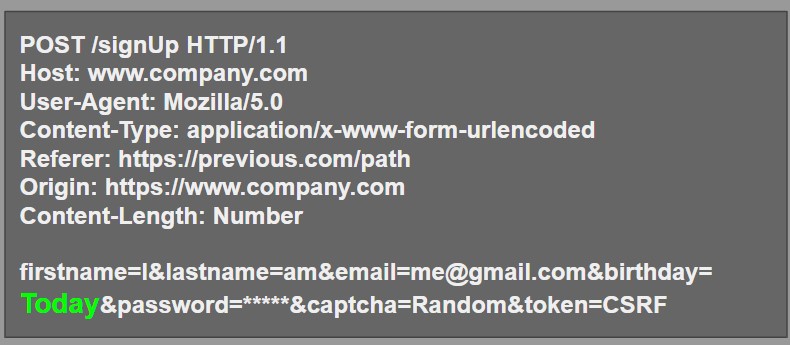 POST /signUp HTTP/1.1
Host: www.company.com
User-Agent: Mozilla/5.0
Content-Type: application/x-www-form-urlencoded
Referer: https://previous.com/path
Origin: https://www.company.com
Content-Length: Number
firstname=I&lastname=am&email=me@gmail.com&birthday=
Today&password=*****&captcha=Random&token=CSRF